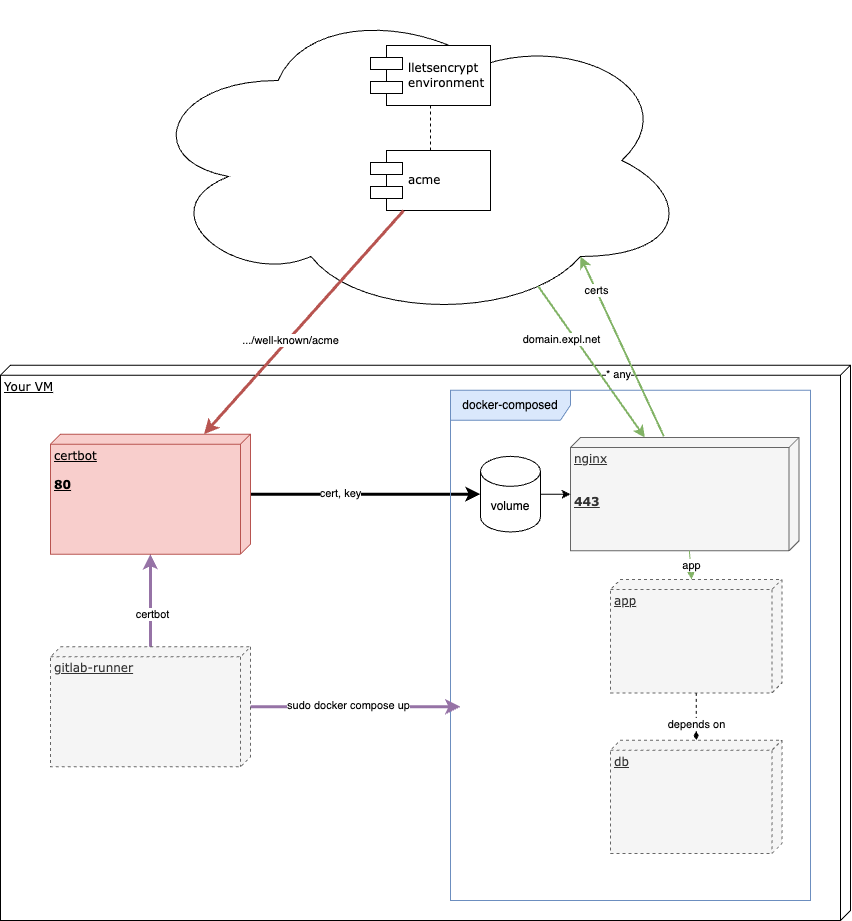 lletsencrypt
environment
acme
certs
.../well-known/acme
domain.expl.net
* any
Your VM
docker-composed
certbot
80
nginx
443
cert, key
volume
app
certbot
app
gitlab-runner
sudo docker compose up
depends on
db